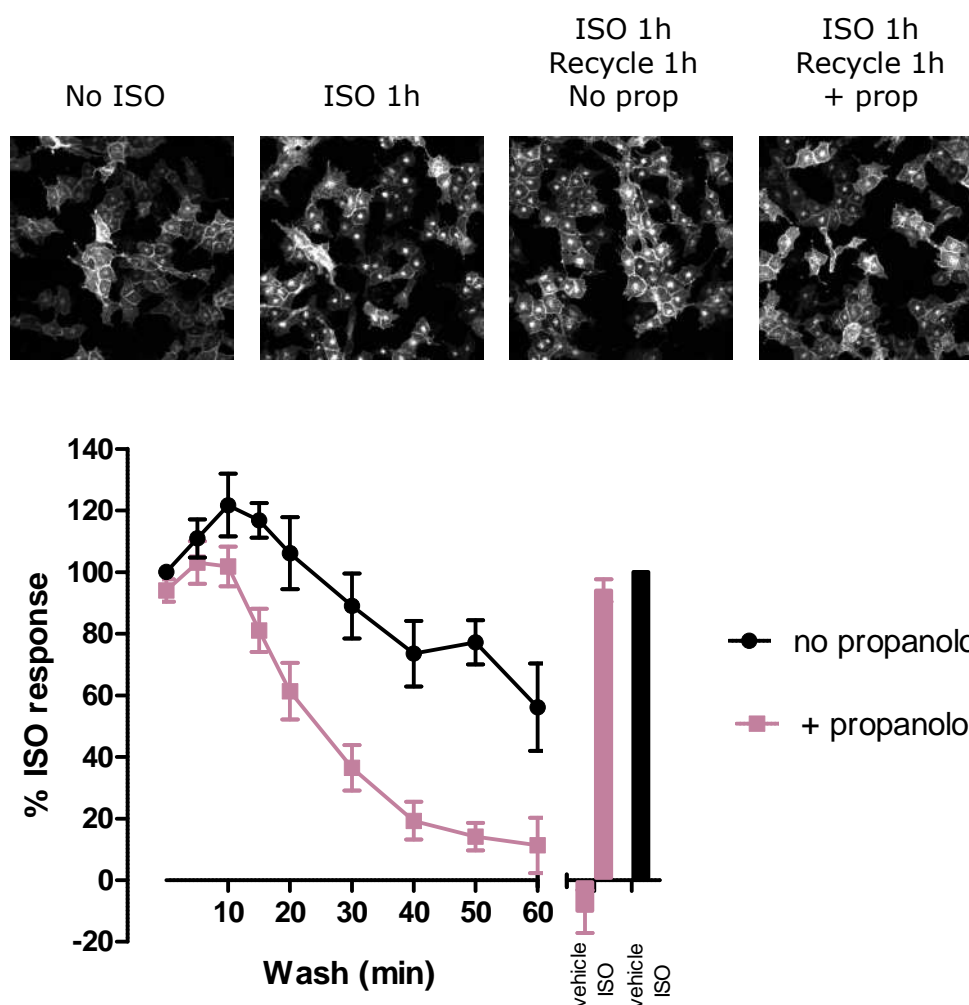 No ISO
ISO 1h
ISO 1h
Recycle 1h
No prop
ISO 1h
Recycle 1h
+ prop
140
120
100
80
60
40
20
0
-20
% ISO response
10 20 30 40 50 60
Wash (min)
vehicle
ISO
vehicle
ISO
no propanolo
+ propanolo